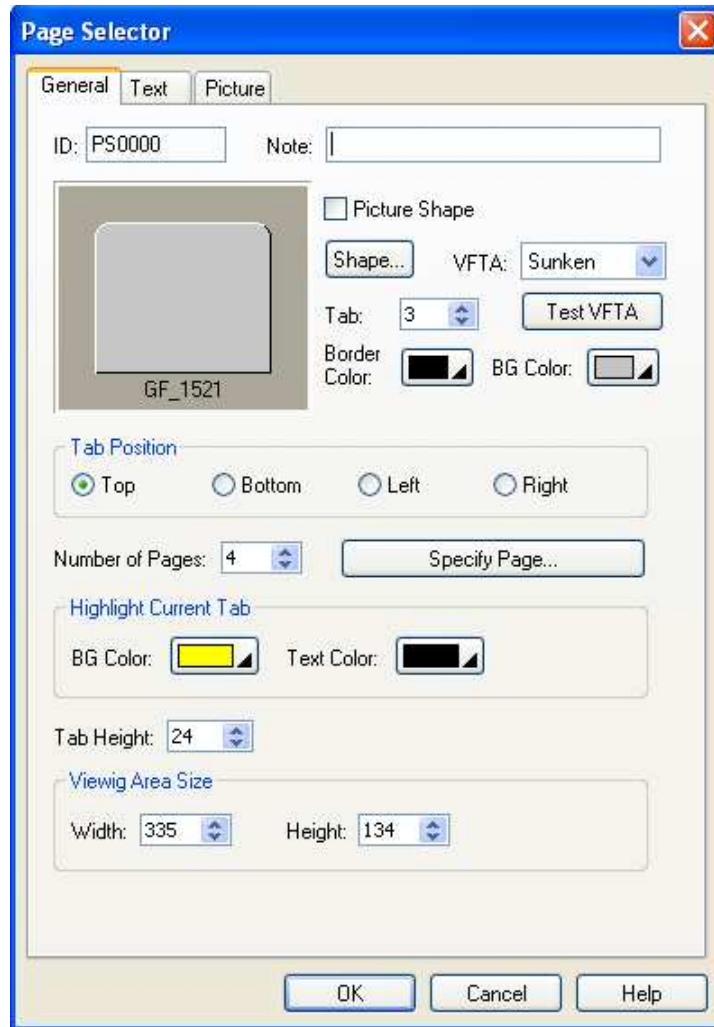 Page Selector
General Text Picture
ID: PS0000 Note:
Picture Shape
Shape... VFTA: Sunken
Tab: 3 Test VFTA
Border Color: BG Color:
GF_1521
Tab Position
Top Bottom Left Right
Number of Pages: 4 Specify Page...
Highlight Current Tab
BG Color: Text Color:
Tab Height: 24
Viewig Area Size
Width: 335 Height: 134
OK Cancel Help